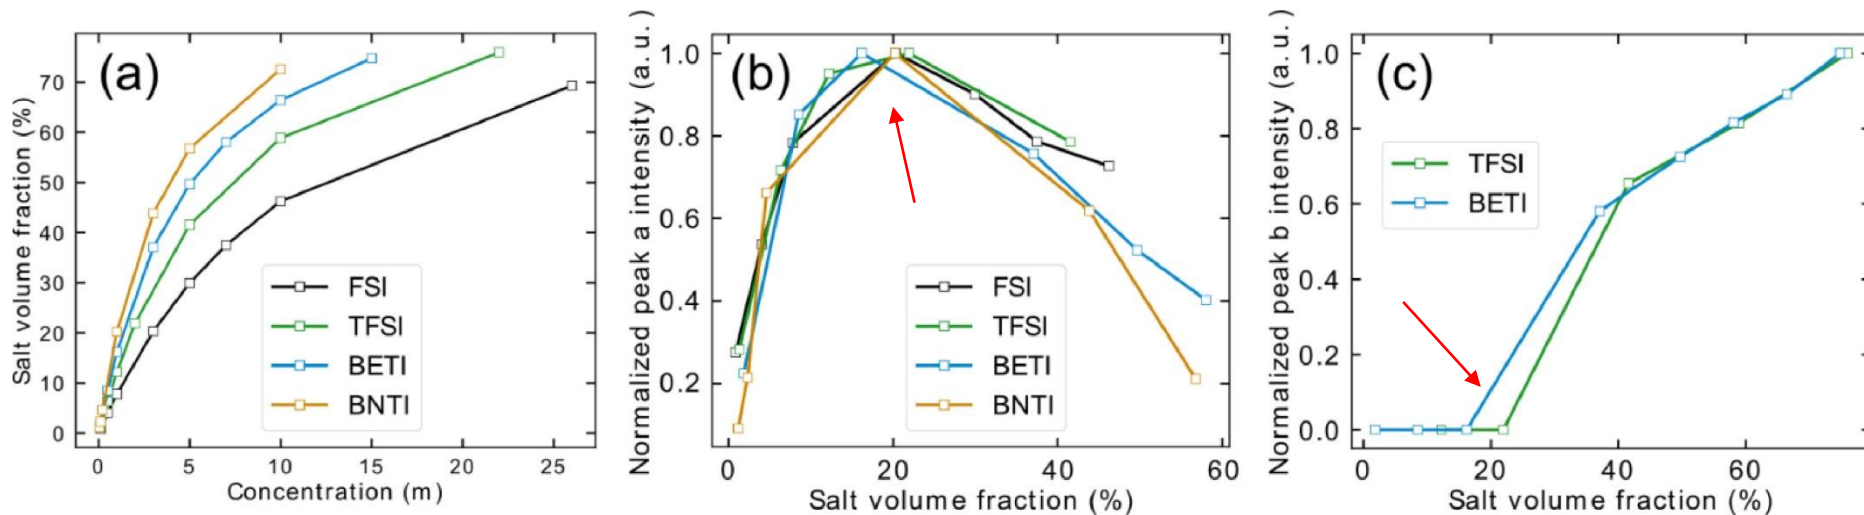 (a)
Salt volume fraction (%)
70
60
50
40
30
20
10
0
FSI
TFSI
BETI
BNTI
0 5 10 15 20 25
Concentration (m)
(b)
Normalized peak a intensity (a. u.)
1.0
0.8
0.6
0.4
0.2
FSI
TFSI
BETI
BNTI
0 20 40 60
Salt volume fraction (%)
(c)
Normalized peak b intensity (a. u.)
1.0
0.8
0.6
0.4
0.2
0.0
TFSI
BETI
0 20 40 60
Salt volume fraction (%)